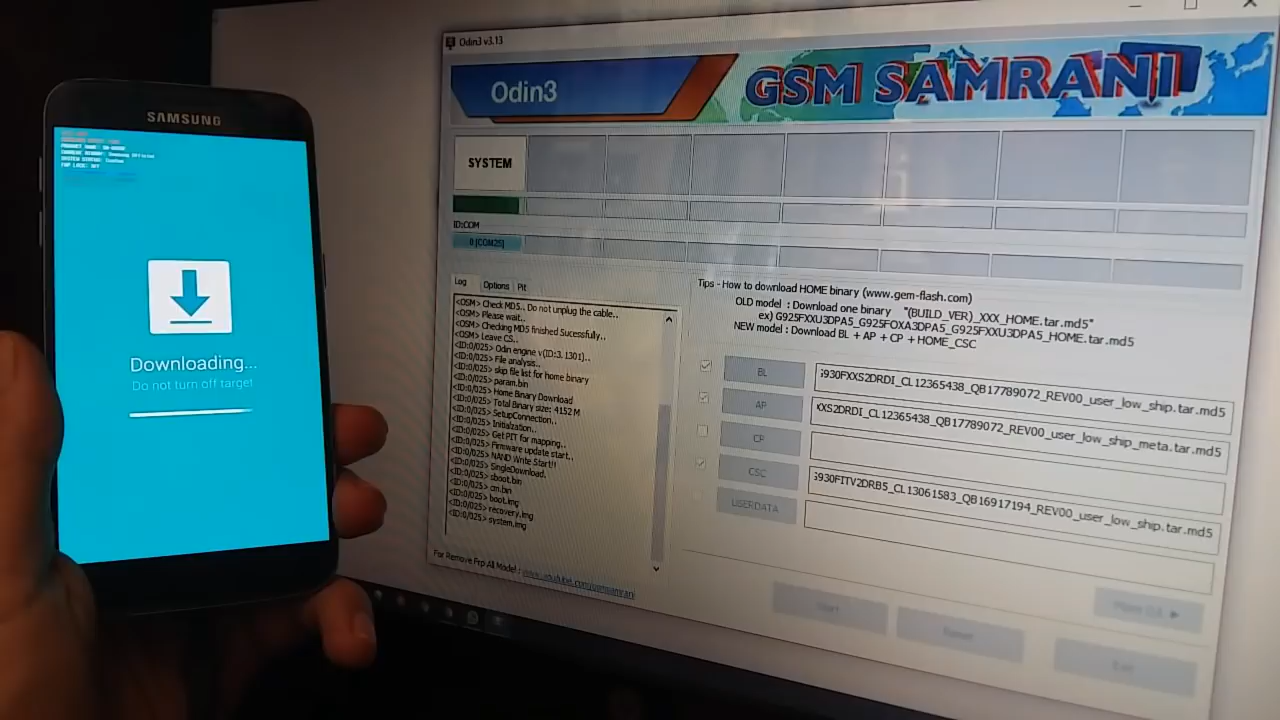 SAMSUNG
Downloading...
Do not turn off target
Odin3 v3.13
Odin3
GSM SAMRANI
SYSTEM
ID:COM
0:[COM25]
Log
Options
Pit
<OSM> Check MD5.. Do not unplug the cable..
<OSM> Please wait..
<OSM> Checking MD5 finished Sucessfully..
<OSM> Leave CS..
<ID:0/025> Odin engine v(ID:3.1301)..
<ID:0/025> File analysis..
<ID:0/025> skip file list for home binary
<ID:0/025> param.bin
<ID:0/025> Home Binary Download
<ID:0/025> Total Binary size: 4152 M
<ID:0/025> SetupConnection..
<ID:0/025> Initialzation..
<ID:0/025> Get PIT for mapping..
<ID:0/025> Firmware update start..
<ID:0/025> NAND Write Start!!
<ID:0/025> SingleDownload.
<ID:0/025> sboot.bin
<ID:0/025> cm.bin
<ID:0/025> boot.img
<ID:0/025> recovery.img
<ID:0/025> system.img
For Remove Frp All Model :
Tips - How to download HOME binary (www.gem-flash.com)
OLD model : Download one binary "(BUILD_VER)_XXX_HOME.tar.md5"
ex) G925FXXU3DPA5_G925FOXA3DPA5_G925FXXU3DPA5_HOME.tar.md5
NEW model : Download BL + AP + CP + HOME_CSC
BL
930FXXS2DRDI_CL12365438_QB17789072_REV00_user_low_ship.tar.md5
AP
XS2DRDI_CL12365438_QB17789072_REV00_user_low_ship_meta.tar.md5
CP
CSC
930FITV2DRB5_CL13061583_QB16917194_REV00_user_low_ship.tar.md5
USERDATA
Start
Reset
Exit